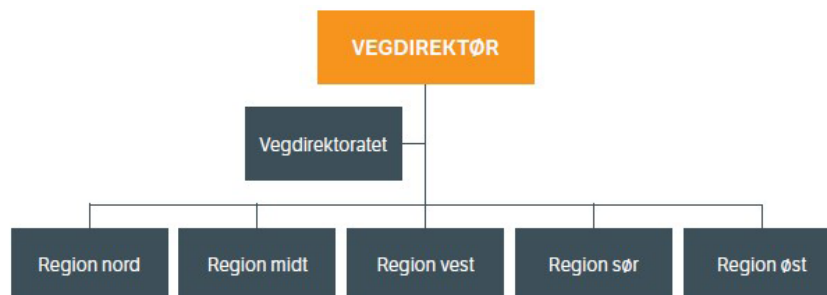 VEGDIREKTØR
Vegdirektoratet
Region nord
Region midt
Region vest
Region sør
Region øst